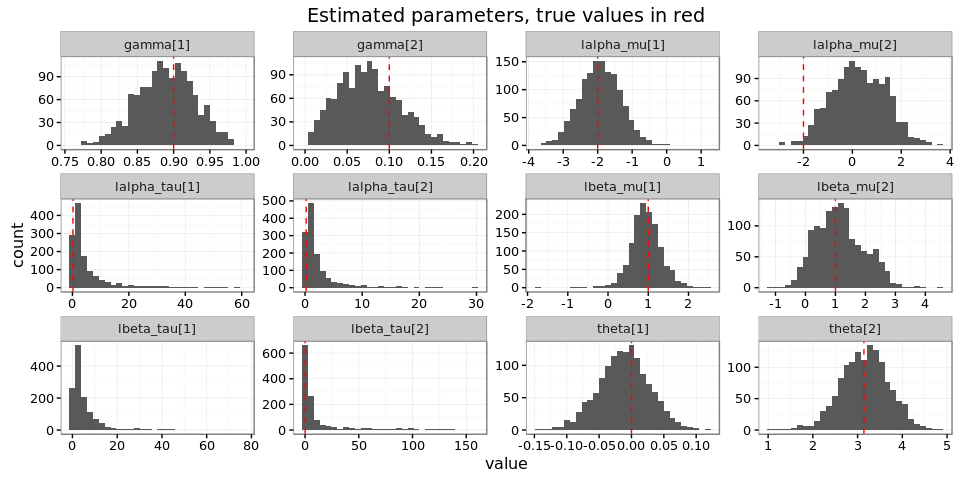 Estimated parameters, true values in red
gamma[1] gamma[2] lalpha_mu[1] lalpha_mu[2]
90 60 30 0
90 60 30 0
150 100 50 0
90 60 30 0
0.75 0.80 0.85 0.90 0.95 1.00
0.00 0.05 0.10 0.15 0.20
-4 -3 -2 -1 0 1
-2 0 2 4
lalpha_tau[1] lalpha_tau[2] lbeta_mu[1] lbeta_mu[2]
400 300 200 100 0
500 400 300 200 100 0
200 150 100 50 0
100 50 0
0 20 40 60
0 10 20 30
-2 -1 0 1 2
-1 0 1 2 3 4
lbeta_tau[1] lbeta_tau[2] theta[1] theta[2]
400 200 0
600 400 200 0
100 50 0
100 50 0
0 20 40 60 80
0 50 100 150
-0.15 -0.10 -0.05 0.00 0.05 0.10
1 2 3 4 5
count
value